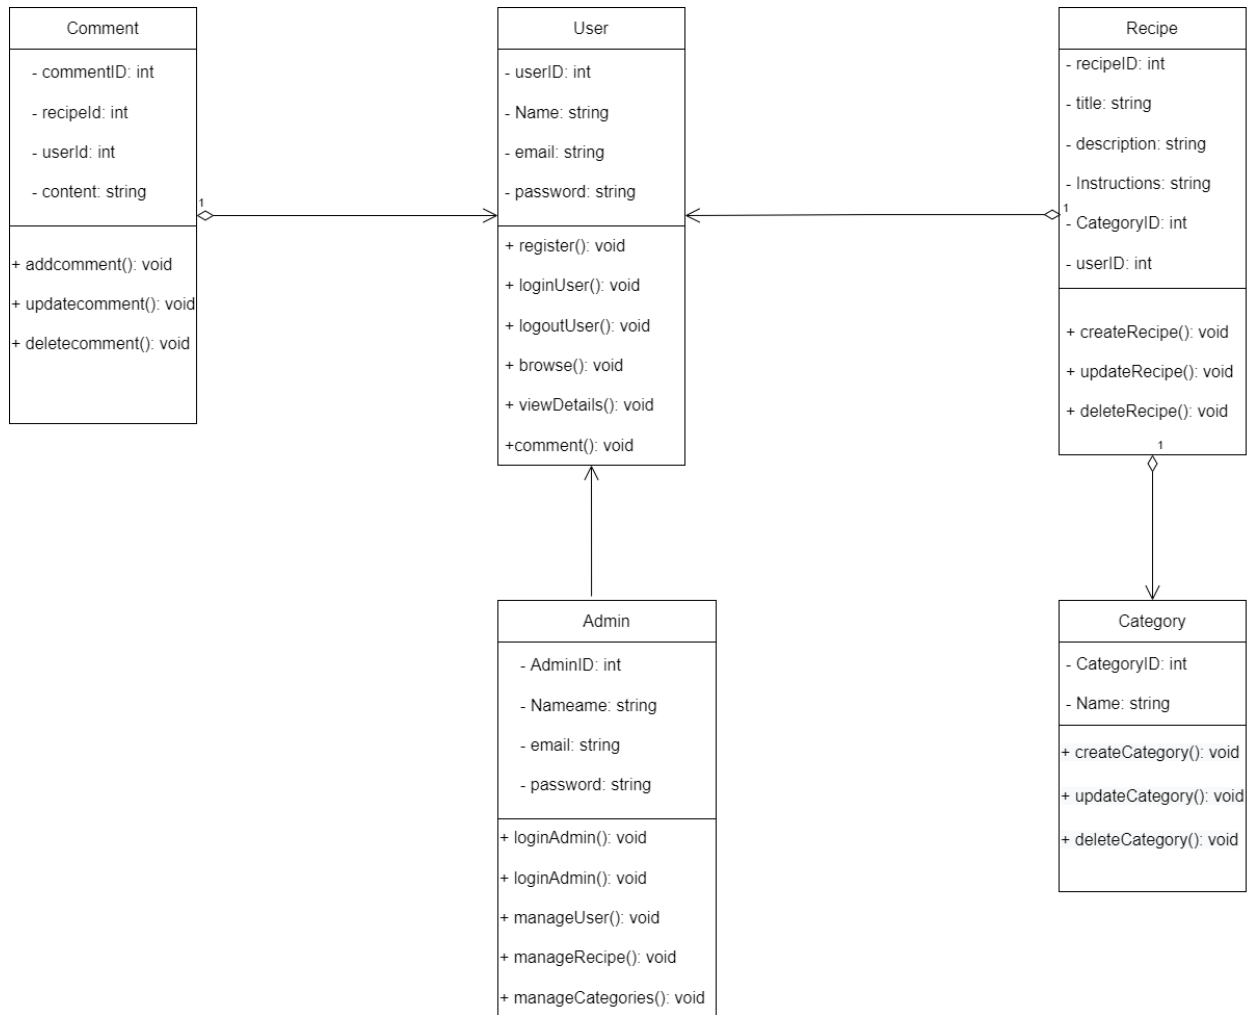 Comment
- commentID: int
- recipeId: int
- userId: int
- content: string
1
+ addcomment(): void
+ updatecomment(): void
+ deletecomment(): void
User
- userID: int
- Name: string
- email: string
- password: string
+ register(): void
+ loginUser(): void
+ logoutUser(): void
+ browse(): void
+ viewDetails(): void
+comment(): void
Recipe
- recipeID: int
- title: string
- description: string
- Instructions: string
1
- CategoryID: int
- userID: int
+ createRecipe(): void
+ updateRecipe(): void
+ deleteRecipe(): void
1
Admin
- AdminID: int
- Nameame: string
- email: string
- password: string
+ loginAdmin(): void
+ loginAdmin(): void
+ manageUser(): void
+ manageRecipe(): void
+ manageCategories(): void
Category
- CategoryID: int
- Name: string
+ createCategory(): void
+ updateCategory(): void
+ deleteCategory(): void